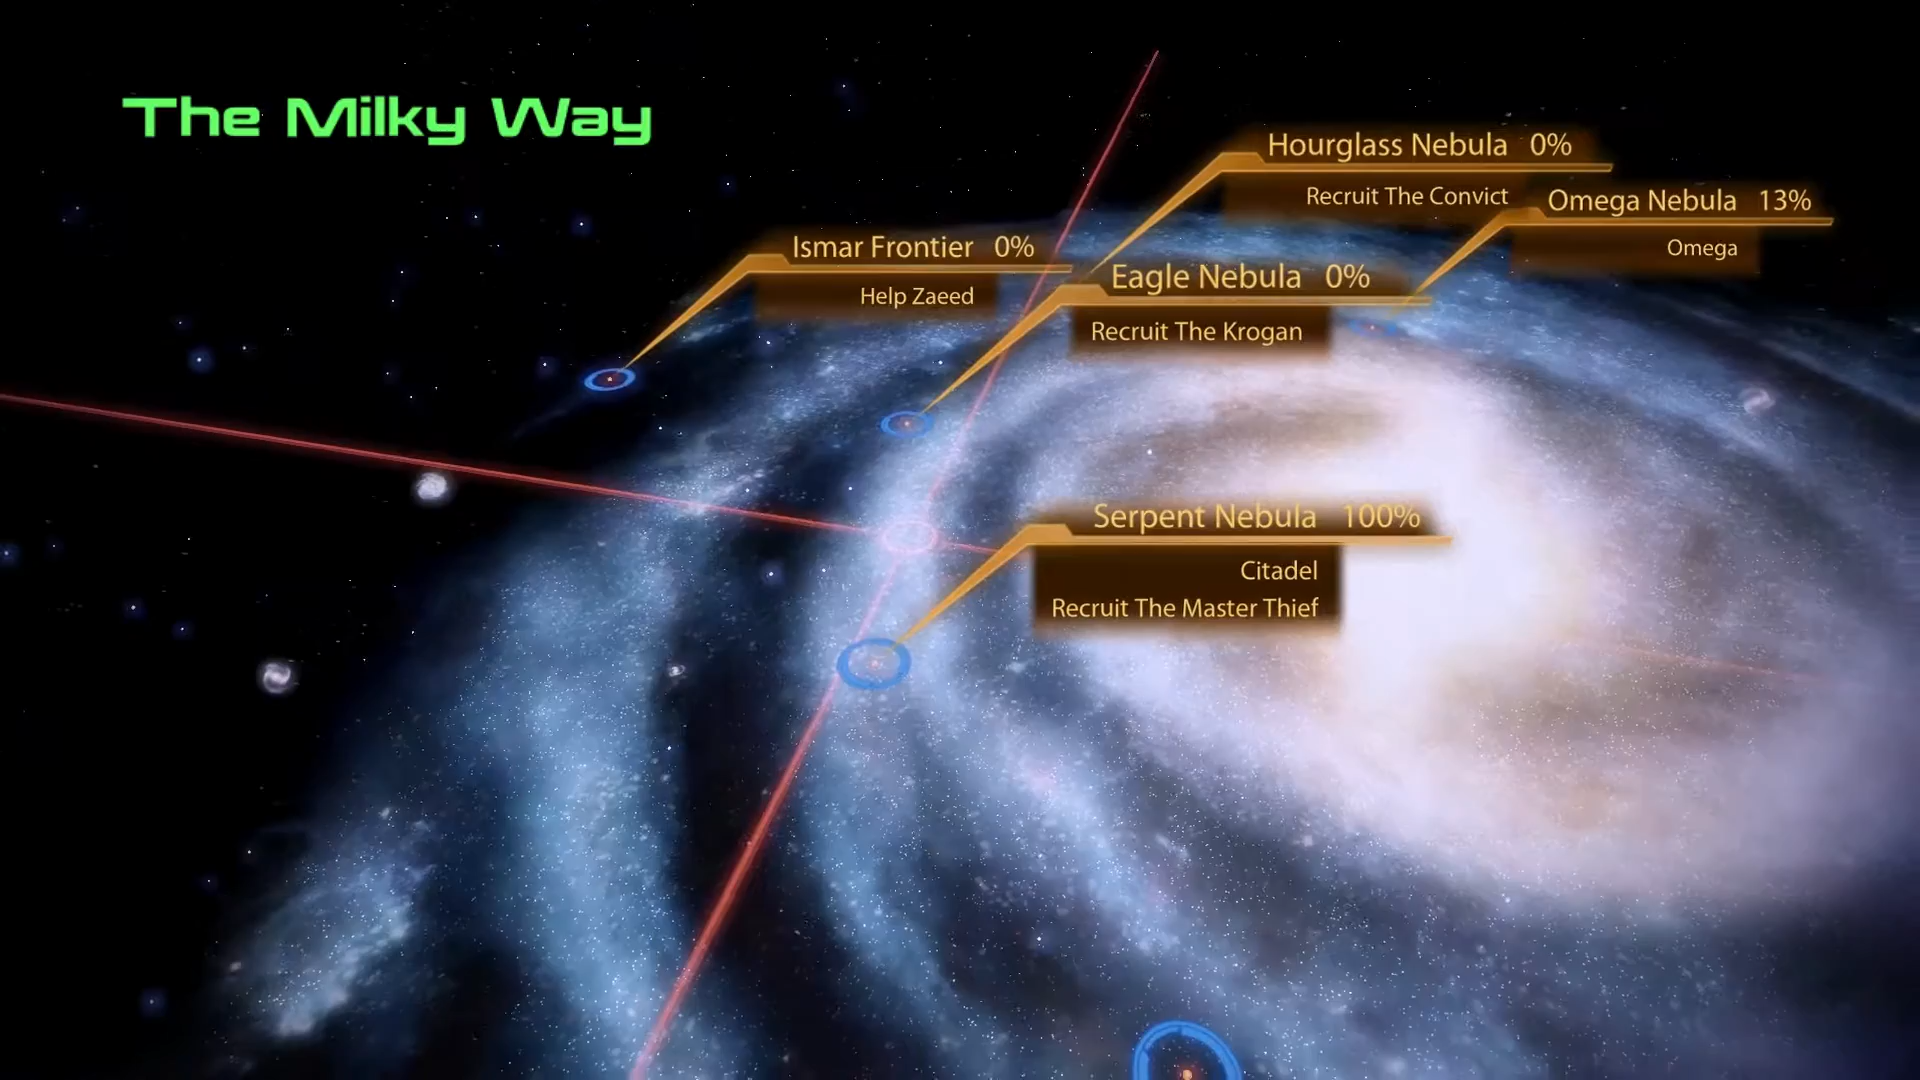 The Milky Way
Hourglass Nebula 0%
Recruit The Convict
Omega Nebula 13%
Omega
Ismar Frontier 0%
Help Zaeed
Eagle Nebula 0%
Recruit The Krogan
Serpent Nebula 100%
Citadel
Recruit The Master Thief